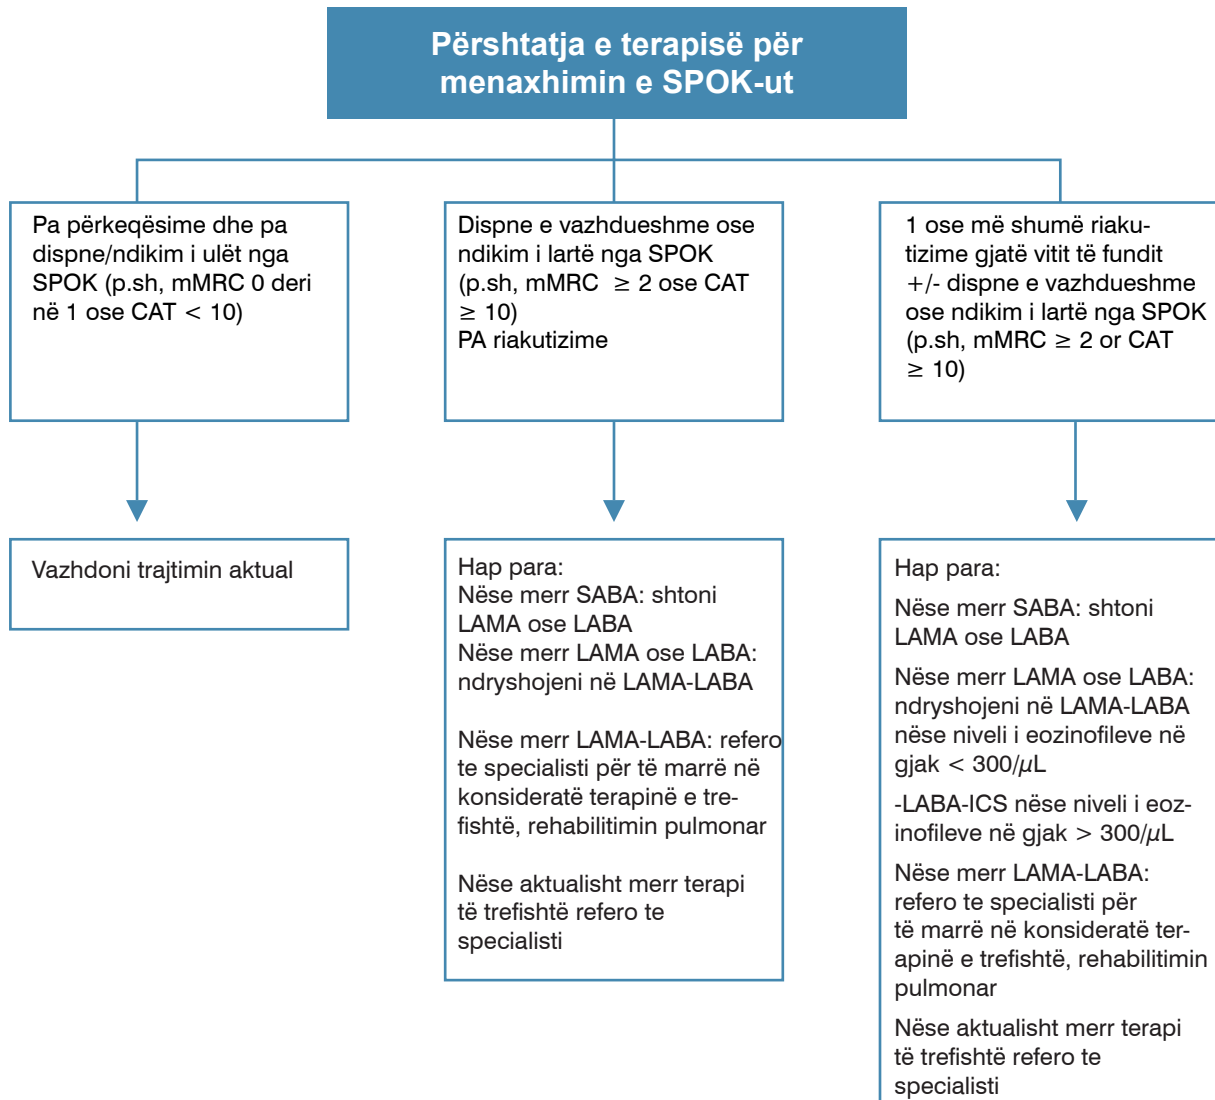 Përshtatja e terapisë për
menaxhimin e SPOK-ut
Pa përkeqësime dhe pa
dispne/ndikim i ulët nga
SPOK (p.sh, mMRC 0 deri
në 1 ose CAT < 10)
Dispne e vazhdueshme ose
ndikim i lartë nga SPOK
(p.sh, mMRC ≥ 2 ose CAT
≥ 10)
PA riakutizime
1 ose më shumë riaku-
tizime gjatë vitit të fundit
+/- dispne e vazhdueshme
ose ndikim i lartë nga SPOK
(p.sh, mMRC ≥ 2 or CAT
≥ 10)
Vazhdoni trajtimin aktual
Hap para:
Nëse merr SABA: shtoni
LAMA ose LABA
Nëse merr LAMA ose LABA:
ndryshojeni në LAMA-LABA
Nëse merr LAMA-LABA: refero
te specialisti për të marrë në
konsideratë terapinë e tre-
fishtë, rehabilitimin pulmonar
Nëse aktualisht merr terapi
të trefishtë refero te
specialisti
Hap para:
Nëse merr SABA: shtoni
LAMA ose LABA
Nëse merr LAMA ose LABA:
ndryshojeni në LAMA-LABA
nëse niveli i eozinofileve në
gjak < 300/μL
-LABA-ICS nëse niveli i eoz-
inofileve në gjak > 300/μL
Nëse merr LAMA-LABA:
refero te specialisti për
të marrë në konsideratë ter-
apinë e trefishtë, rehabilitimin
pulmonar
Nëse aktualisht merr terapi
të trefishtë refero te
specialisti